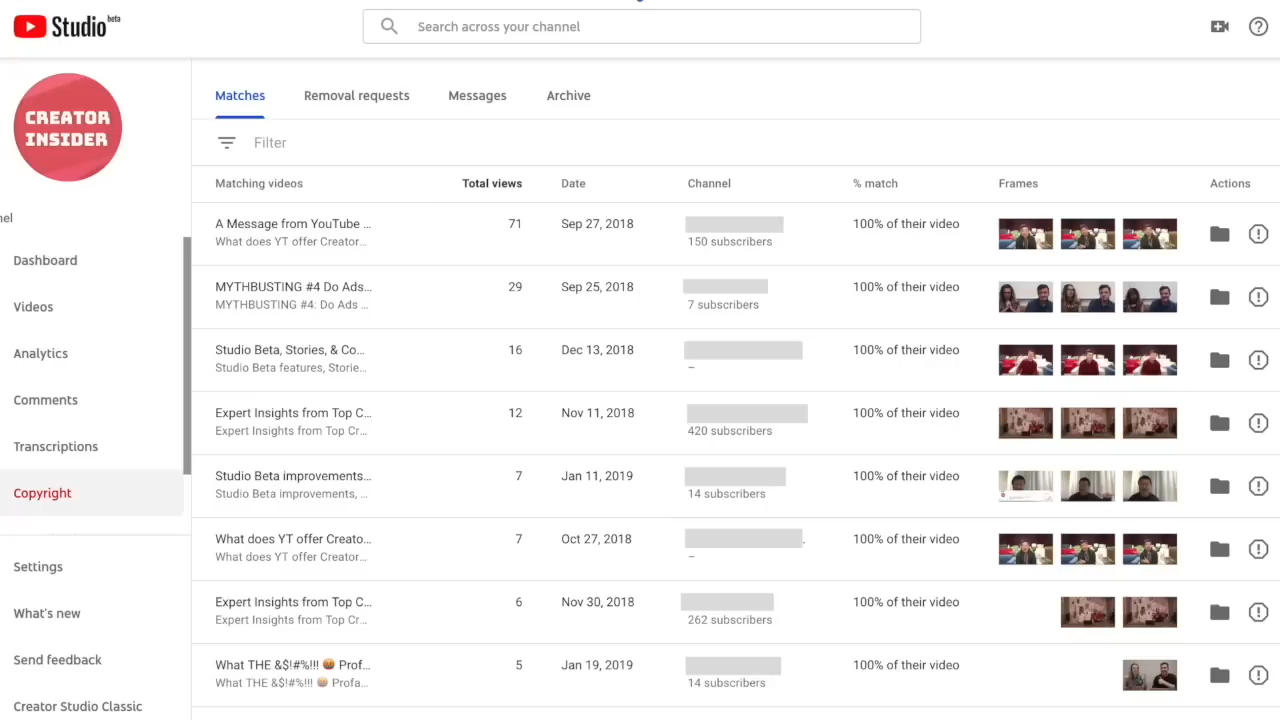 Studio beta
Search across your channel
CREATOR
INSIDER
nel
Dashboard
Videos
Analytics
Comments
Transcriptions
Copyright
Settings
What's new
Send feedback
Creator Studio Classic
Matches Removal requests Messages Archive
Filter
Matching videos Total views Date Channel % match Frames Actions
A Message from YouTube ... 71 Sep 27, 2018 100% of their video
What does YT offer Creator... 150 subscribers
MYTHBUSTING #4 Do Ads... 29 Sep 25, 2018 100% of their video
MYTHBUSTING #4: Do Ads ... 7 subscribers
Studio Beta, Stories, & Co... 16 Dec 13, 2018 100% of their video
Studio Beta features, Storie... –
Expert Insights from Top C... 12 Nov 11, 2018 100% of their video
Expert Insights from Top Cr... 420 subscribers
Studio Beta improvements... 7 Jan 11, 2019 100% of their video
Studio Beta improvements, ... 14 subscribers
What does YT offer Creato... 7 Oct 27, 2018 100% of their video
What does YT offer Creator... –
Expert Insights from Top C... 6 Nov 30, 2018 100% of their video
Expert Insights from Top Cr... 262 subscribers
What THE &$!#%!!! 🤬 Prof... 5 Jan 19, 2019 100% of their video
What THE &$!#%!!! 🤬 Profa... 14 subscribers